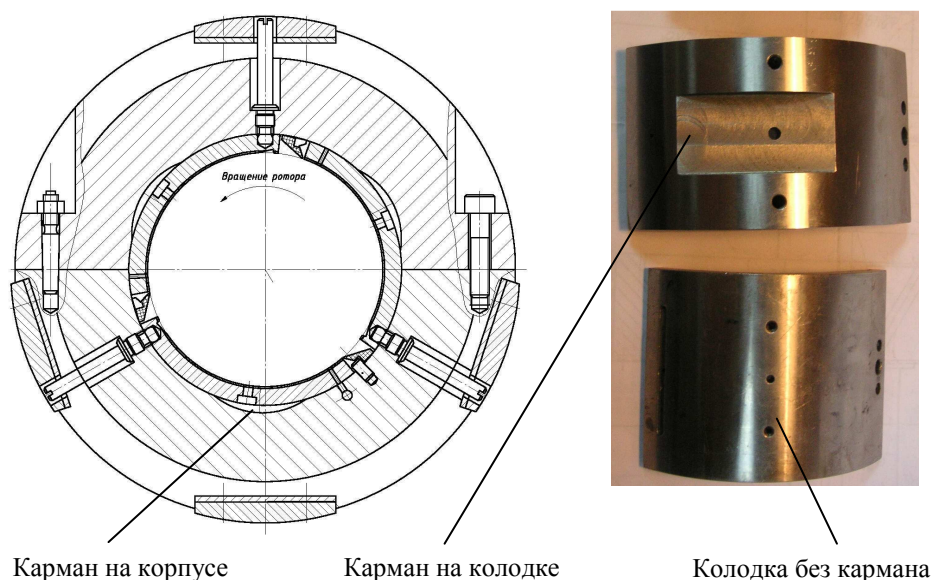 Вращение ротора
Карман на корпусе
Карман на колодке
Колодка без кармана